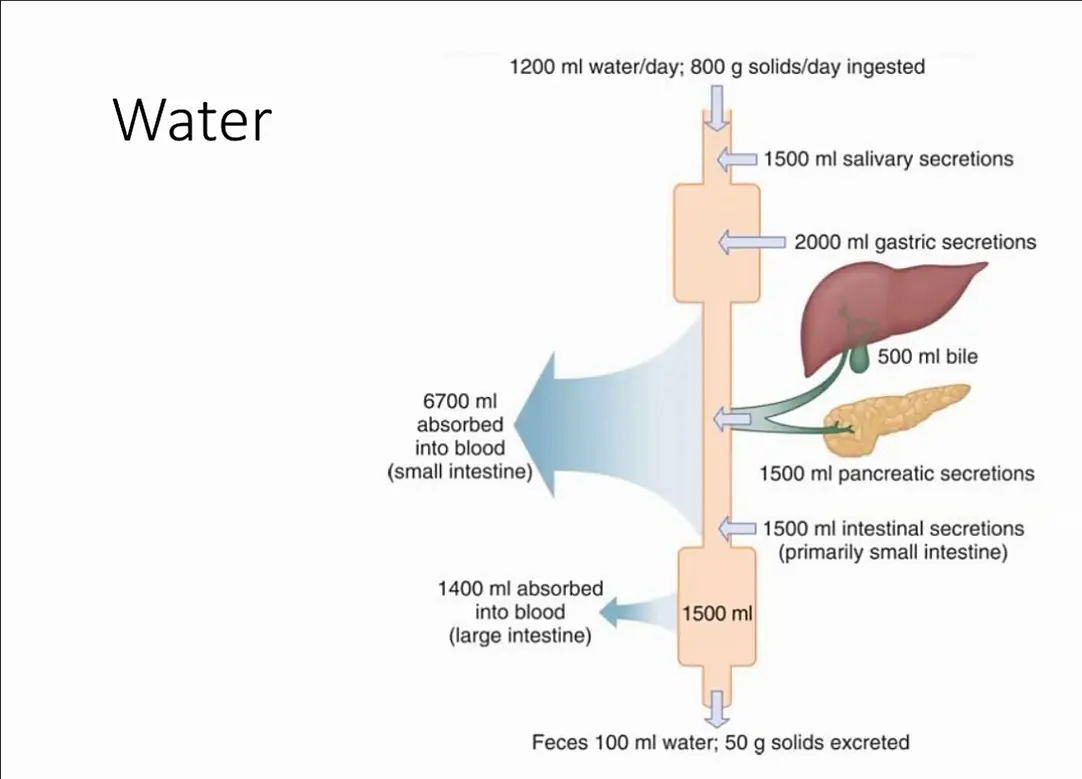 Water
1200 ml water/day; 800 g solids/day ingested
1500 ml salivary secretions
2000 ml gastric secretions
500 ml bile
6700 ml
absorbed
into blood
(small intestine)
1500 ml pancreatic secretions
1500 ml intestinal secretions
(primarily small intestine)
1400 ml absorbed
into blood
(large intestine)
1500 ml
Feces 100 ml water; 50 g solids excreted